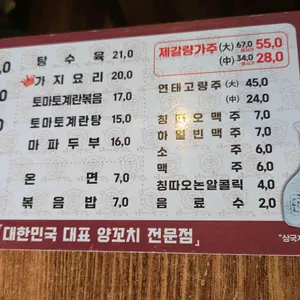 탕수육 21,0
가지요리 20,0
토마토계란볶음 17,0
토마토계란탕 15,0
마파두부 16,0
온면 7,0
볶음밥 7,0
제갈량가주 (大) 67,0 55,0
(中) 34,0 28,0
연태고량주 (大) 45,0
(中) 24,0
칭따오맥주 7,0
하얼빈맥주 7,0
소주 4,0
맥주 4,0
칭따오논알콜릭 4,0
음료수 2,0
「대한민국 대표 양꼬치 전문점」
"삼국지